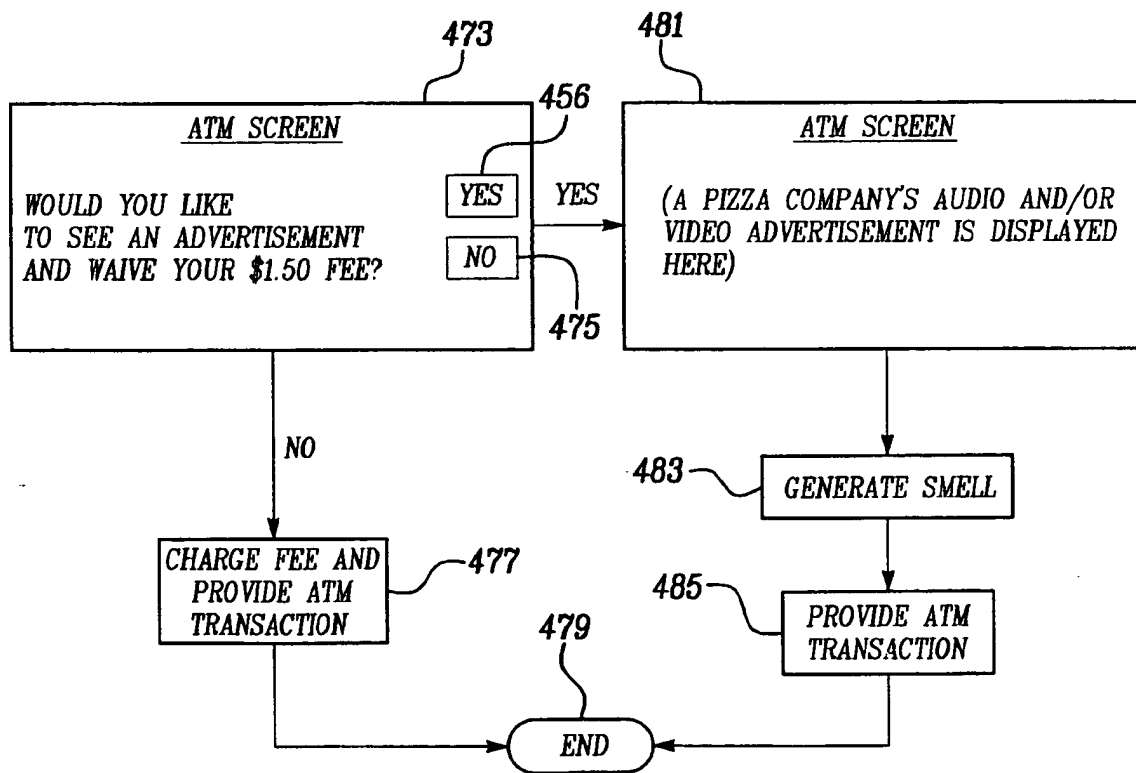 473
481
456
ATM SCREEN
WOULD YOU LIKE
TO SEE AN ADVERTISEMENT
AND WAIVE YOUR $1.50 FEE?
YES
NO
475
YES
ATM SCREEN
(A PIZZA COMPANY'S AUDIO AND/OR
VIDEO ADVERTISEMENT IS DISPLAYED
HERE)
NO
483
GENERATE SMELL
CHARGE FEE AND
PROVIDE ATM
TRANSACTION
477
485
PROVIDE ATM
TRANSACTION
479
END